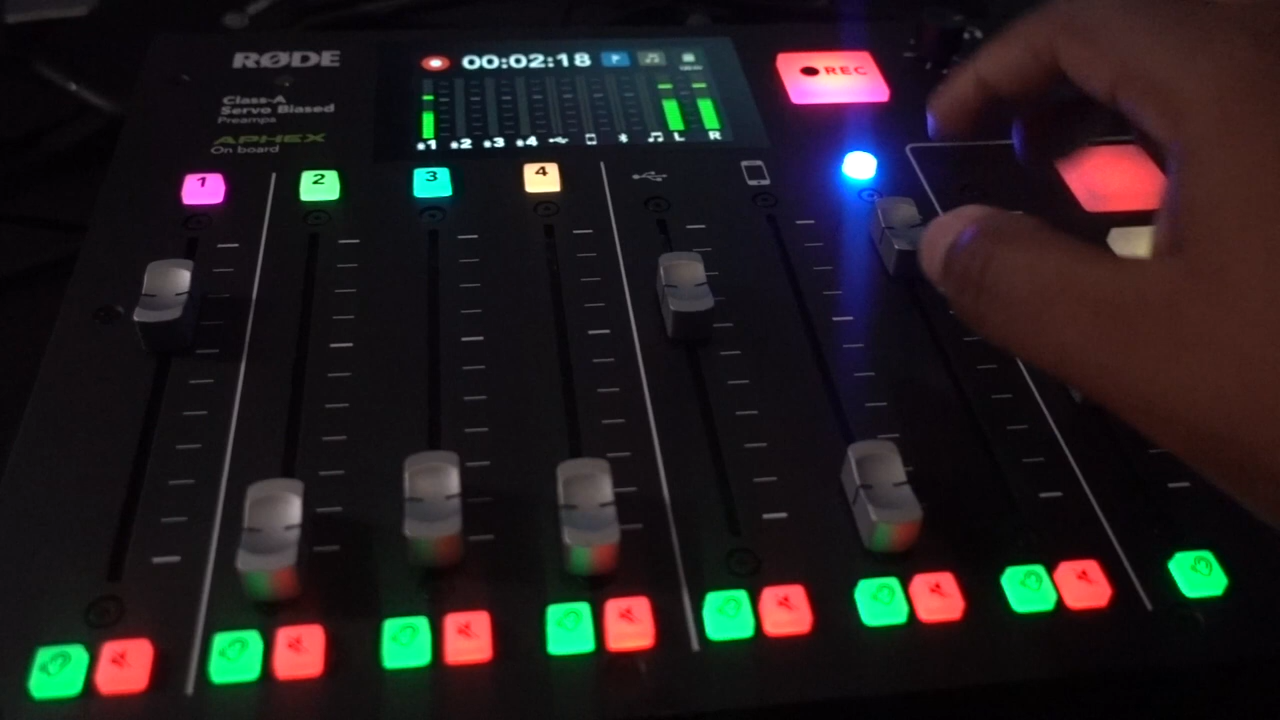 RØDE
Class-A
Servo Biased
Preamps
APHEX
On board
00:02:18
P
1 2 3 4 L R
REC
1
2
3
4